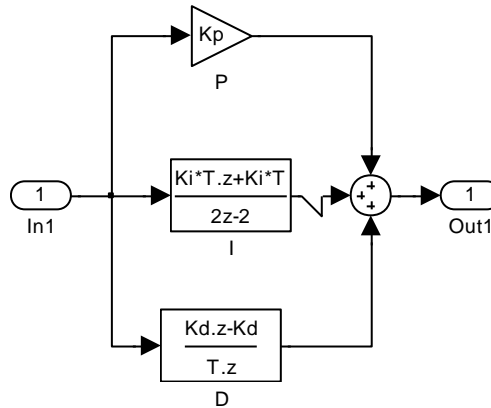 Kp
P
1
In1
Ki*T.z+Ki*T
2z-2
I
+
+
+
1
Out1
Kd.z-Kd
T.z
D